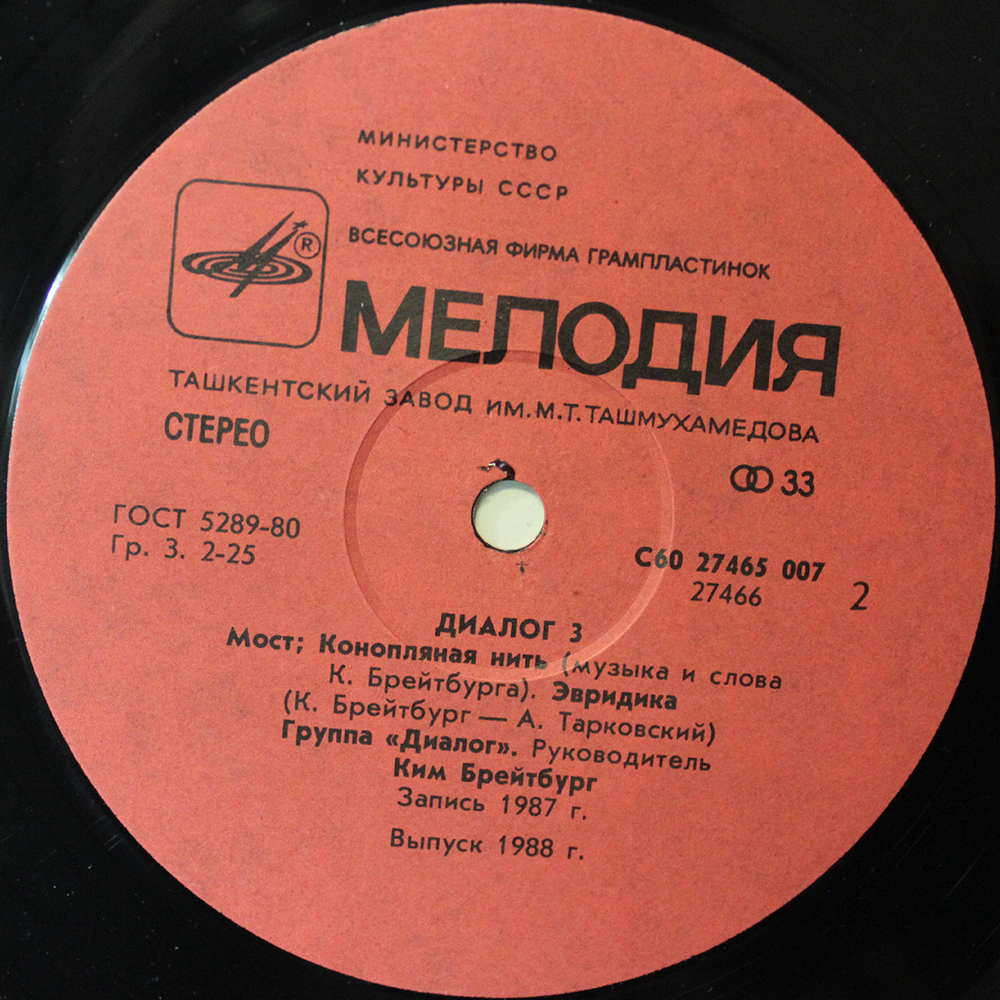 МИНИСТЕРСТВО
КУЛЬТУРЫ СССР
ВСЕСОЮЗНАЯ ФИРМА ГРАМПЛАСТИНОК
®
МЕЛОДИЯ
ТАШКЕНТСКИЙ ЗАВОД ИМ. М. Т. ТАШМУХАМЕДОВА
СТЕРЕО
33
ГОСТ 5289-80
Гр. 3. 2-25
С60 27465 007
27466
2
ДИАЛОГ 3
Мост; Конопляная нить (музыка и слова
К. Брейтбурга). Эвридика
(К. Брейтбург — А. Тарковский)
Группа «Диалог». Руководитель
Ким Брейтбург
Запись 1987 г.
Выпуск 1988 г.